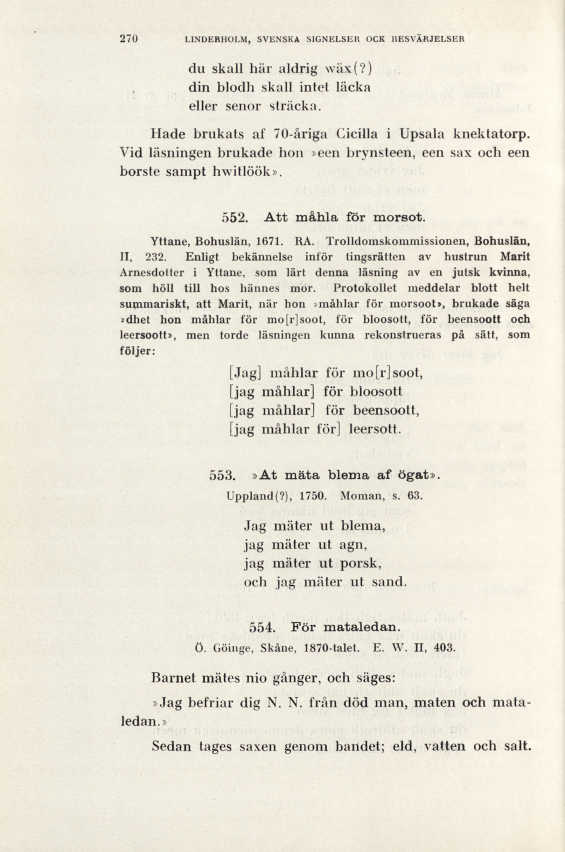 270 LINDERHOLM, SVENSKA SIGNELSER OCK BESVÄRJELSER
du skall här aldrig wäx(?)
din blodh skall intet läcka
eller senor sträcka.
Hade brukats af 70-åriga Cicilla i Upsala knektatorp.
Vid läsningen brukade hon »een brynsteen, een sax och een
borste sampt hwitlöök».
552. Att måhla för morsot.
Yttane, Bohuslän, 1671. RA. Trolldomskommissionen, Bohuslän,
II, 232. Enligt bekännelse inför tingsrätten av hustrun Marit
Arnesdotter i Yttane, som lärt denna läsning av en jutsk kvinna,
som höll till hos hännes mor. Protokollet meddelar blott helt
summariskt, att Marit, när hon »måhlar för morsoot», brukade säga
»dhet hon måhlar för mo[r]soot, för bloosott, för beensoott och
leersoott», men torde läsningen kunna rekonstrueras på sätt, som
följer:
[Jag] måhlar för mo[r]soot,
[jag måhlar] för bloosott
[jag måhlar] för beensoott,
[jag måhlar för] leersott.
553. »At mäta blema af ögat».
Uppland(?), 1750. Moman, s. 63.
Jag mäter ut blema,
jag mäter ut agn,
jag mäter ut porsk,
och jag mäter ut sand.
554. För mataledan.
Ö. Göinge, Skåne, 1870-talet. E. W. II, 403.
Barnet mätes nio gånger, och säges:
»Jag befriar dig N. N. från död man, maten och mata-
ledan.»
Sedan tages saxen genom bandet; eld, vatten och salt.